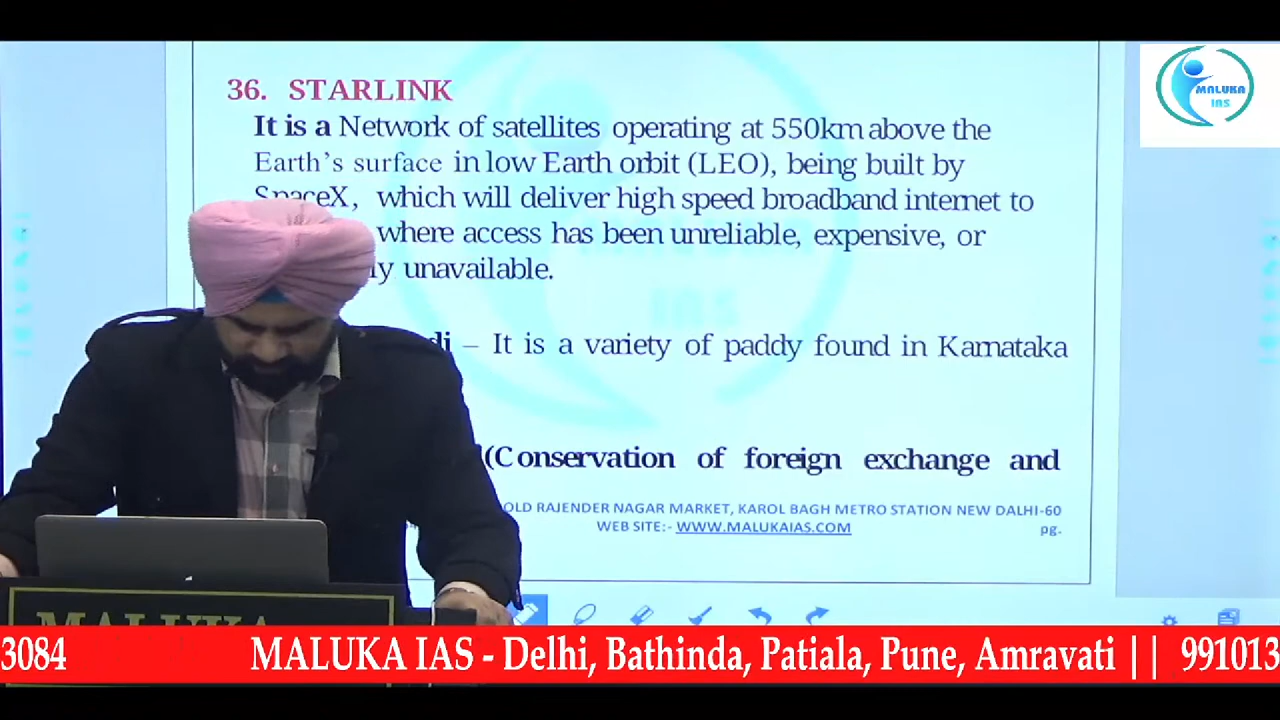 36. STARLINK
It is a Network of satellites operating at 550km above the
Earth's surface in low Earth orbit (LEO), being built by
SpaceX, which will deliver high speed broadband internet to
where access has been unreliable, expensive, or
unavailable.
– It is a variety of paddy found in Karnataka
(Conservation of foreign exchange and
OLD RAJENDER NAGAR MARKET, KAROL BAGH METRO STATION NEW DALHI-60
WEB SITE:- WWW.MALUKAIAS.COM
pg.
MALUKA
IAS
IAS
MALUKA
3084 MALUKA IAS - Delhi, Bathinda, Patiala, Pune, Amravati || 991013